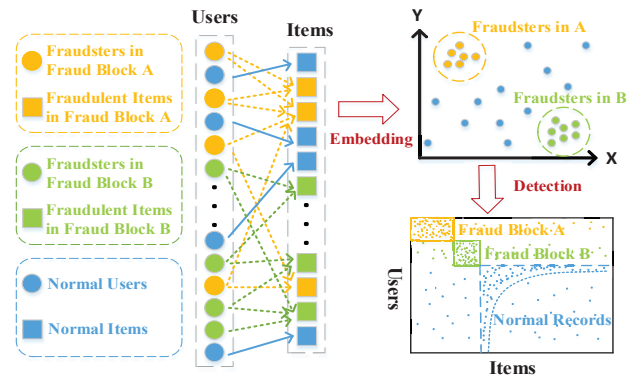 Fraudsters in
Fraud Block A
Fraudulent Items
in Fraud Block A
Fraudsters in
Fraud Block B
Fraudulent Items
in Fraud Block B
Normal Users
Normal Items
Users
Items
Embedding
Y
Fraudsters in A
Fraudsters in B
X
Detection
Fraud Block A
Fraud Block B
Normal Records
Users
Items